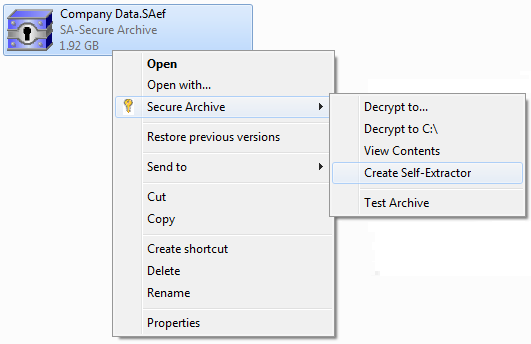 Company Data.SAef
SA-Secure Archive
1.92 GB
Open
Open with...
Secure Archive
Restore previous versions
Send to
Cut
Copy
Create shortcut
Delete
Rename
Properties
Decrypt to...
Decrypt to C:\
View Contents
Create Self-Extractor
Test Archive